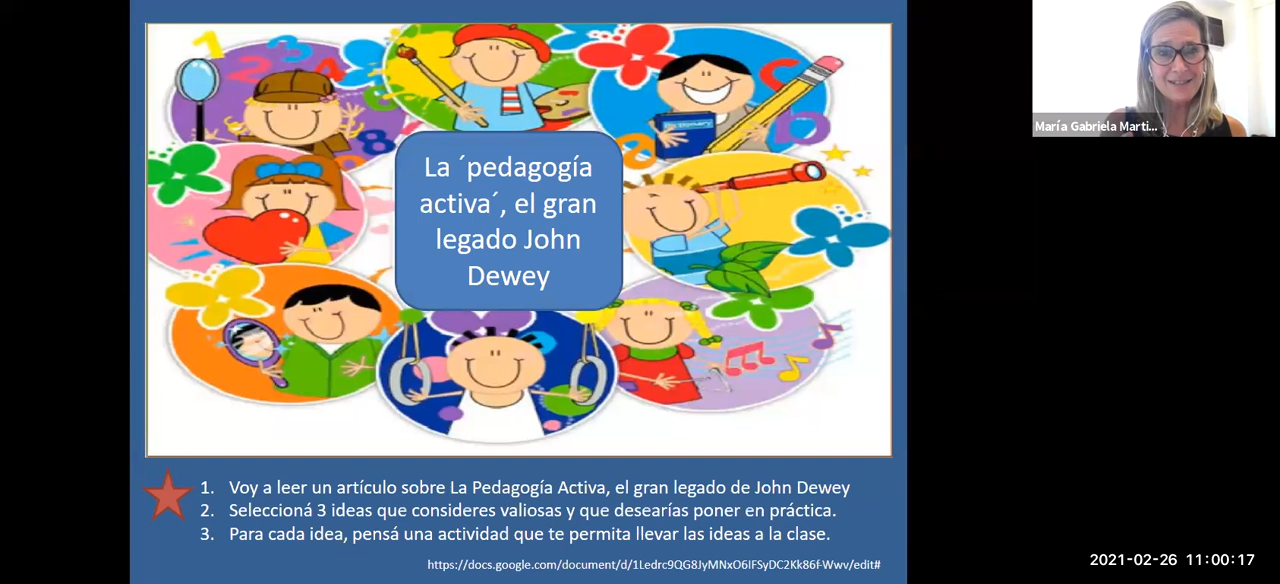 La ´pedagogía
activa´, el gran
legado John
Dewey
María Gabriela Marti...
1. Voy a leer un artículo sobre La Pedagogía Activa, el gran legado de John Dewey
2. Seleccioná 3 ideas que consideres valiosas y que desearías poner en práctica.
3. Para cada idea, pensá una actividad que te permita llevar las ideas a la clase.
https://docs.google.com/document/d/1Ledrc9QG8JyMNxO6IFSyDC2Kk86f-Wwv/edit#
2021-02-26 11:00:17